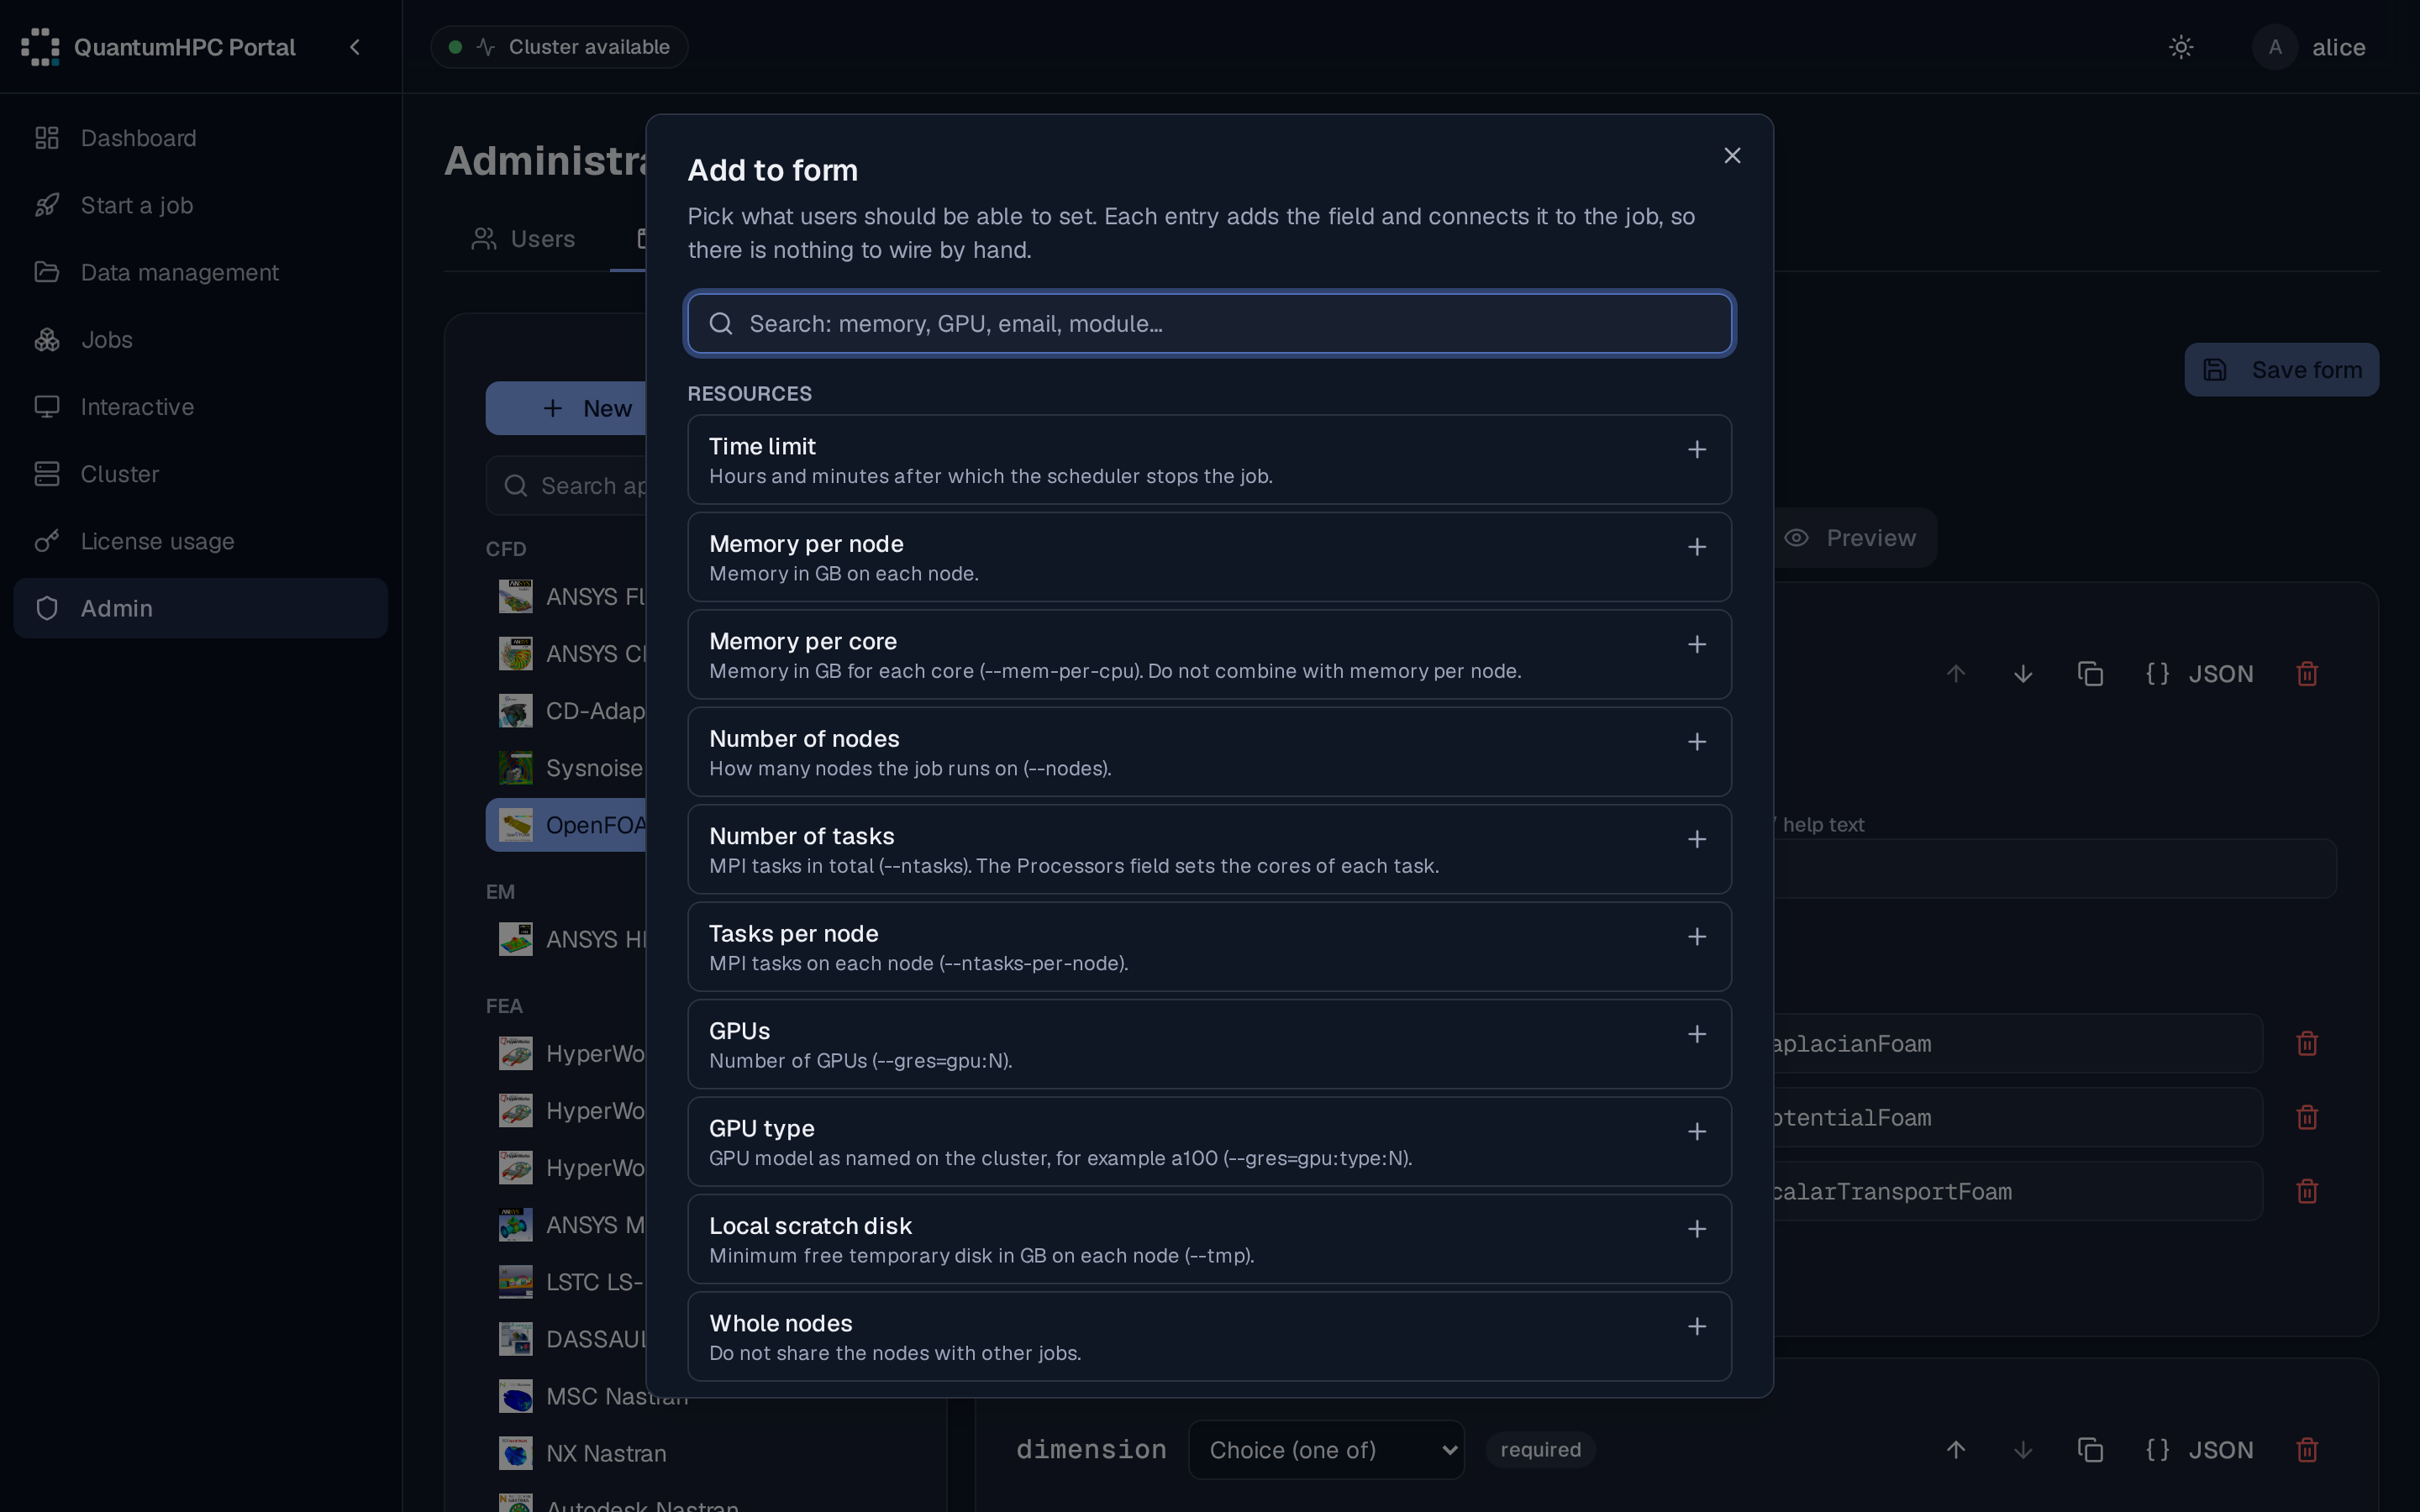 QuantumHPC Portal
Cluster available
A
alice
Dashboard
Start a job
Data management
Jobs
Interactive
Cluster
License usage
Admin
Administra
Users
New
Search ap
CFD
ANSYS Fl
ANSYS C
CD-Adap
Sysnoise
OpenFOA
EM
ANSYS H
FEA
HyperWo
HyperWo
HyperWo
ANSYS M
LSTC LS-
DASSAUL
MSC Nastran
NX Nastran
Autodesk Nastran
Add to form
Pick what users should be able to set. Each entry adds the field and connects it to the job, so
there is nothing to wire by hand.
Search: memory, GPU, email, module…
RESOURCES
Time limit
Hours and minutes after which the scheduler stops the job.
Memory per node
Memory in GB on each node.
Memory per core
Memory in GB for each core (--mem-per-cpu). Do not combine with memory per node.
Number of nodes
How many nodes the job runs on (--nodes).
Number of tasks
MPI tasks in total (--ntasks). The Processors field sets the cores of each task.
Tasks per node
MPI tasks on each node (--ntasks-per-node).
GPUs
Number of GPUs (--gres=gpu:N).
GPU type
GPU model as named on the cluster, for example a100 (--gres=gpu:type:N).
Local scratch disk
Minimum free temporary disk in GB on each node (--tmp).
Whole nodes
Do not share the nodes with other jobs.
Save form
Preview
{ } JSON
/ help text
aplacianFoam
otentialFoam
calarTransportFoam
dimension
Choice (one of)
required
{ } JSON